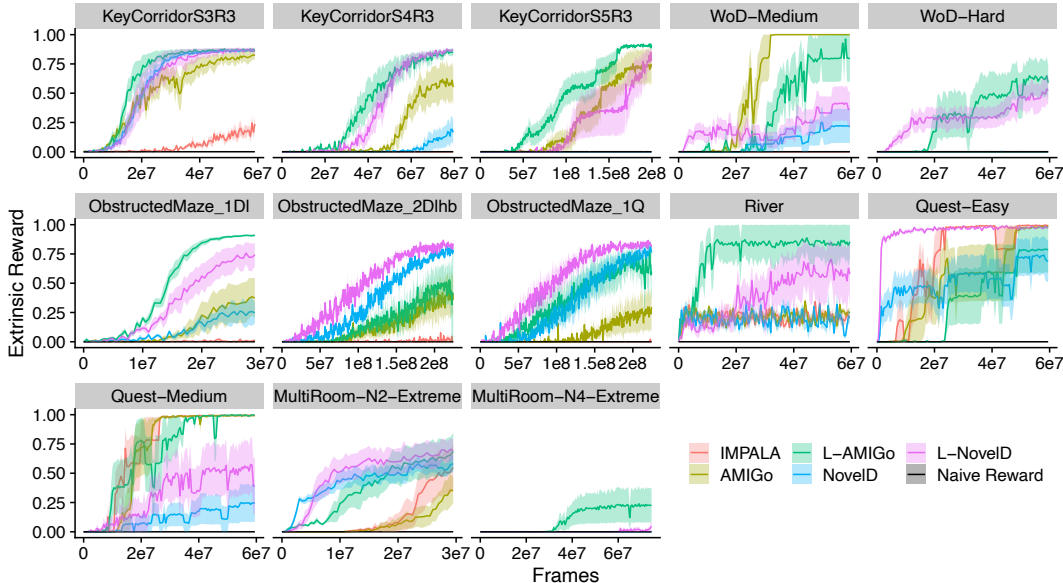 KeyCorridorS3R3 KeyCorridorS4R3 KeyCorridorS5R3 WoD−Medium WoD−Hard
1.00
0.75
0.50
0.25
0.00
0 2e7 4e7 6e7 0 2e7 4e7 6e7 8e7 0 5e7 1e8 1.5e8 2e8 0 2e7 4e7 6e7 0 2e7 4e7 6e7
ObstructedMaze_1Dl ObstructedMaze_2Dlhb ObstructedMaze_1Q River Quest−Easy
Extrinsic Reward
1.00
0.75
0.50
0.25
0.00
0 1e7 2e7 3e7 0 5e7 1e8 1.5e8 2e8 0 5e7 1e8 1.5e8 2e8 0 2e7 4e7 6e7 0 2e7 4e7 6e7
Quest−Medium MultiRoom−N2−Extreme MultiRoom−N4−Extreme
1.00
0.75
0.50
0.25
0.00
0 2e7 4e7 6e7 0 1e7 2e7 3e7 0 2e7 4e7 6e7
IMPALA L−AMIGo L−NovelD
AMIGo NovelD Naive Reward
Frames